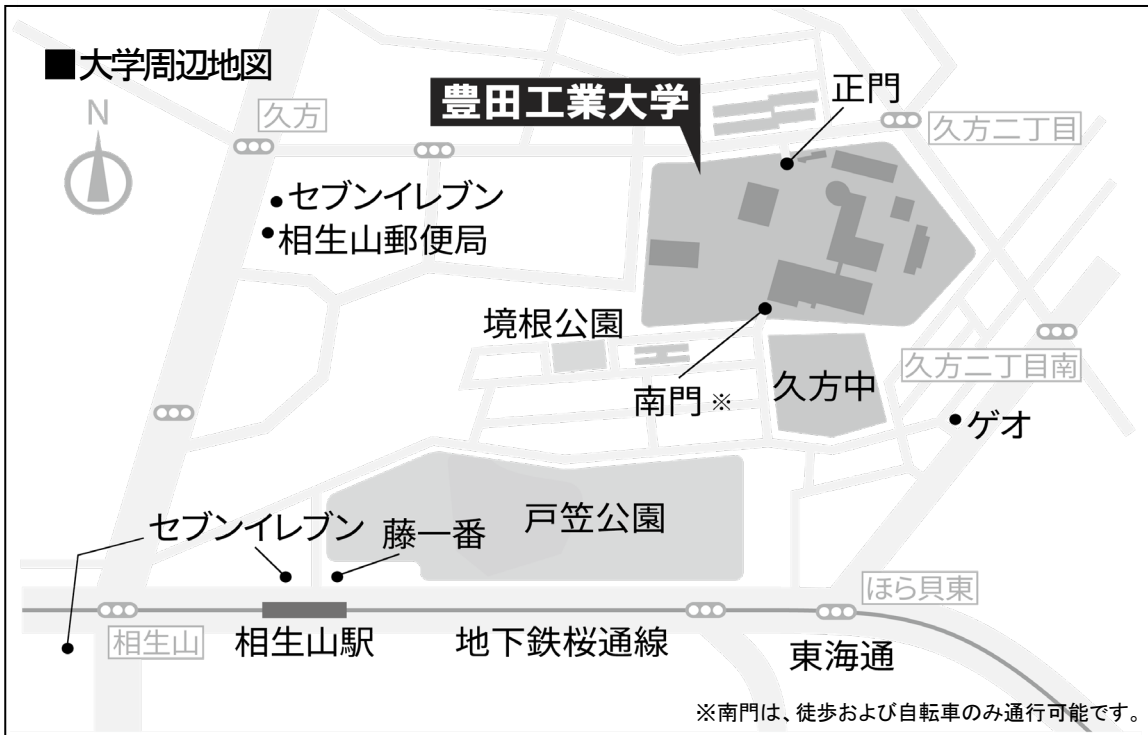 ■大学周辺地図
豊田工業大学
正門
N
久方
久方二丁目
・セブンイレブン
・相生山郵便局
境根公園
久方二丁目南
南門 ※
久方中
・ゲオ
セブンイレブン
藤一番
戸笠公園
ほら貝東
相生山
相生山駅
地下鉄桜通線
東海通
※南門は、徒歩および自転車のみ通行可能です。